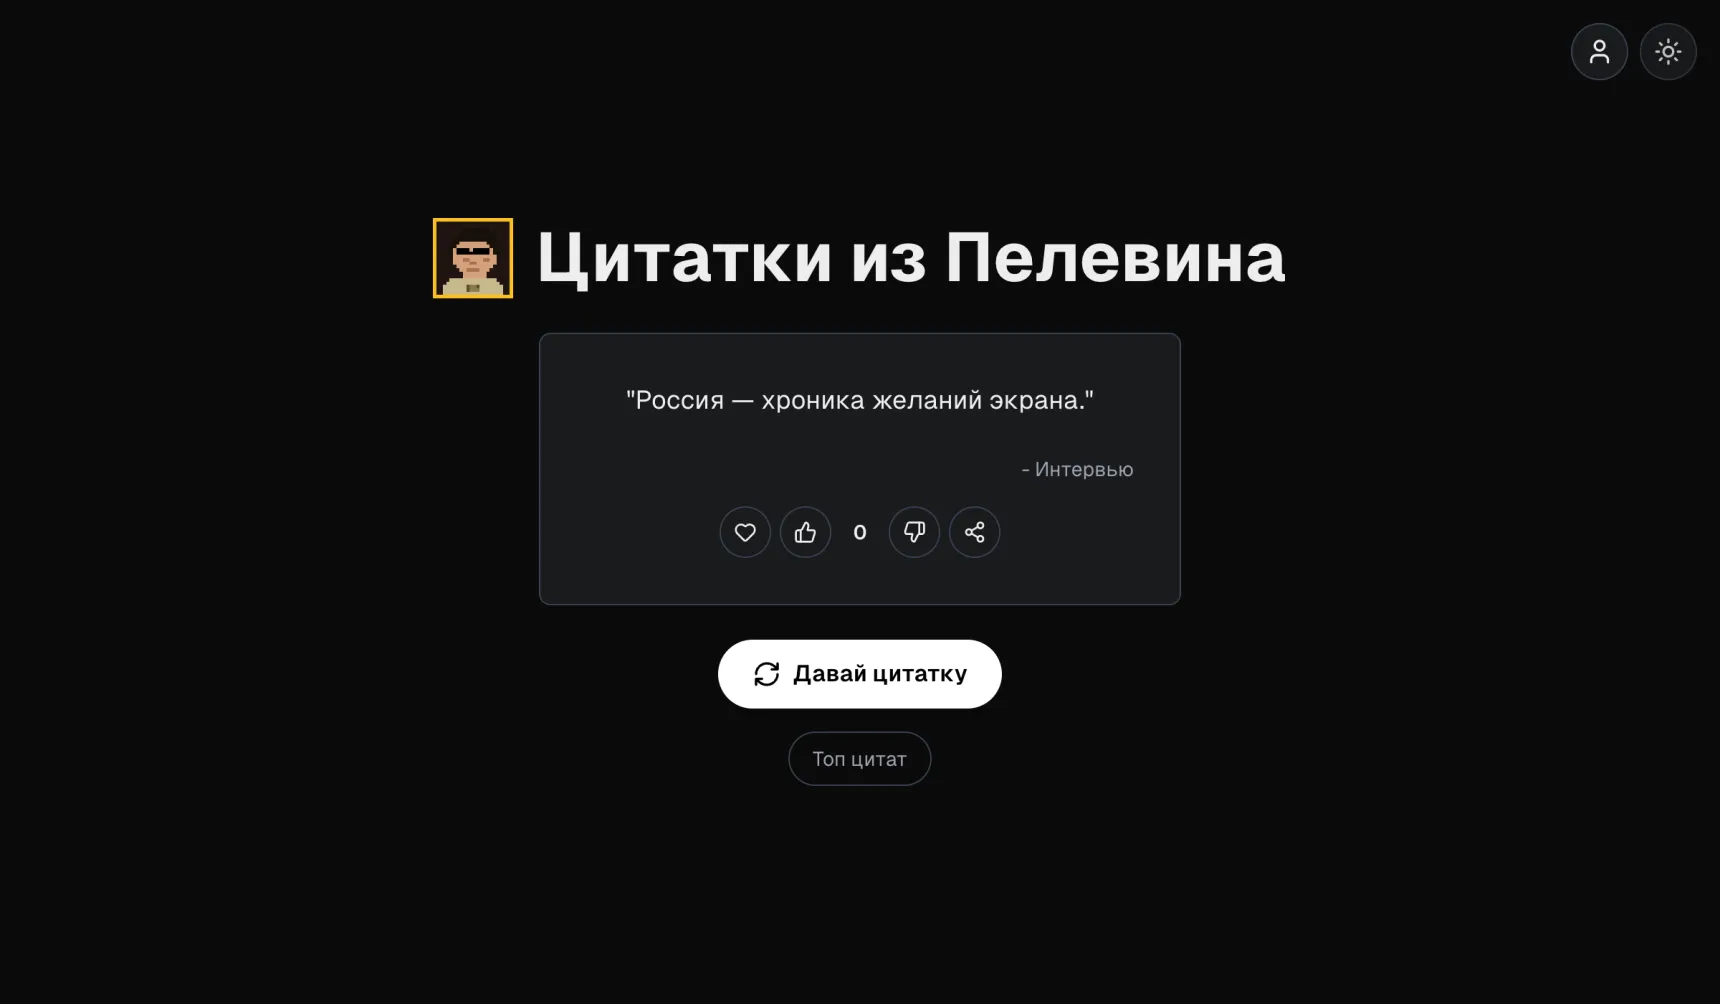 Цитатки из Пелевина
"Россия — хроника желаний экрана."
- Интервью
0
Давай цитатку
Топ цитат